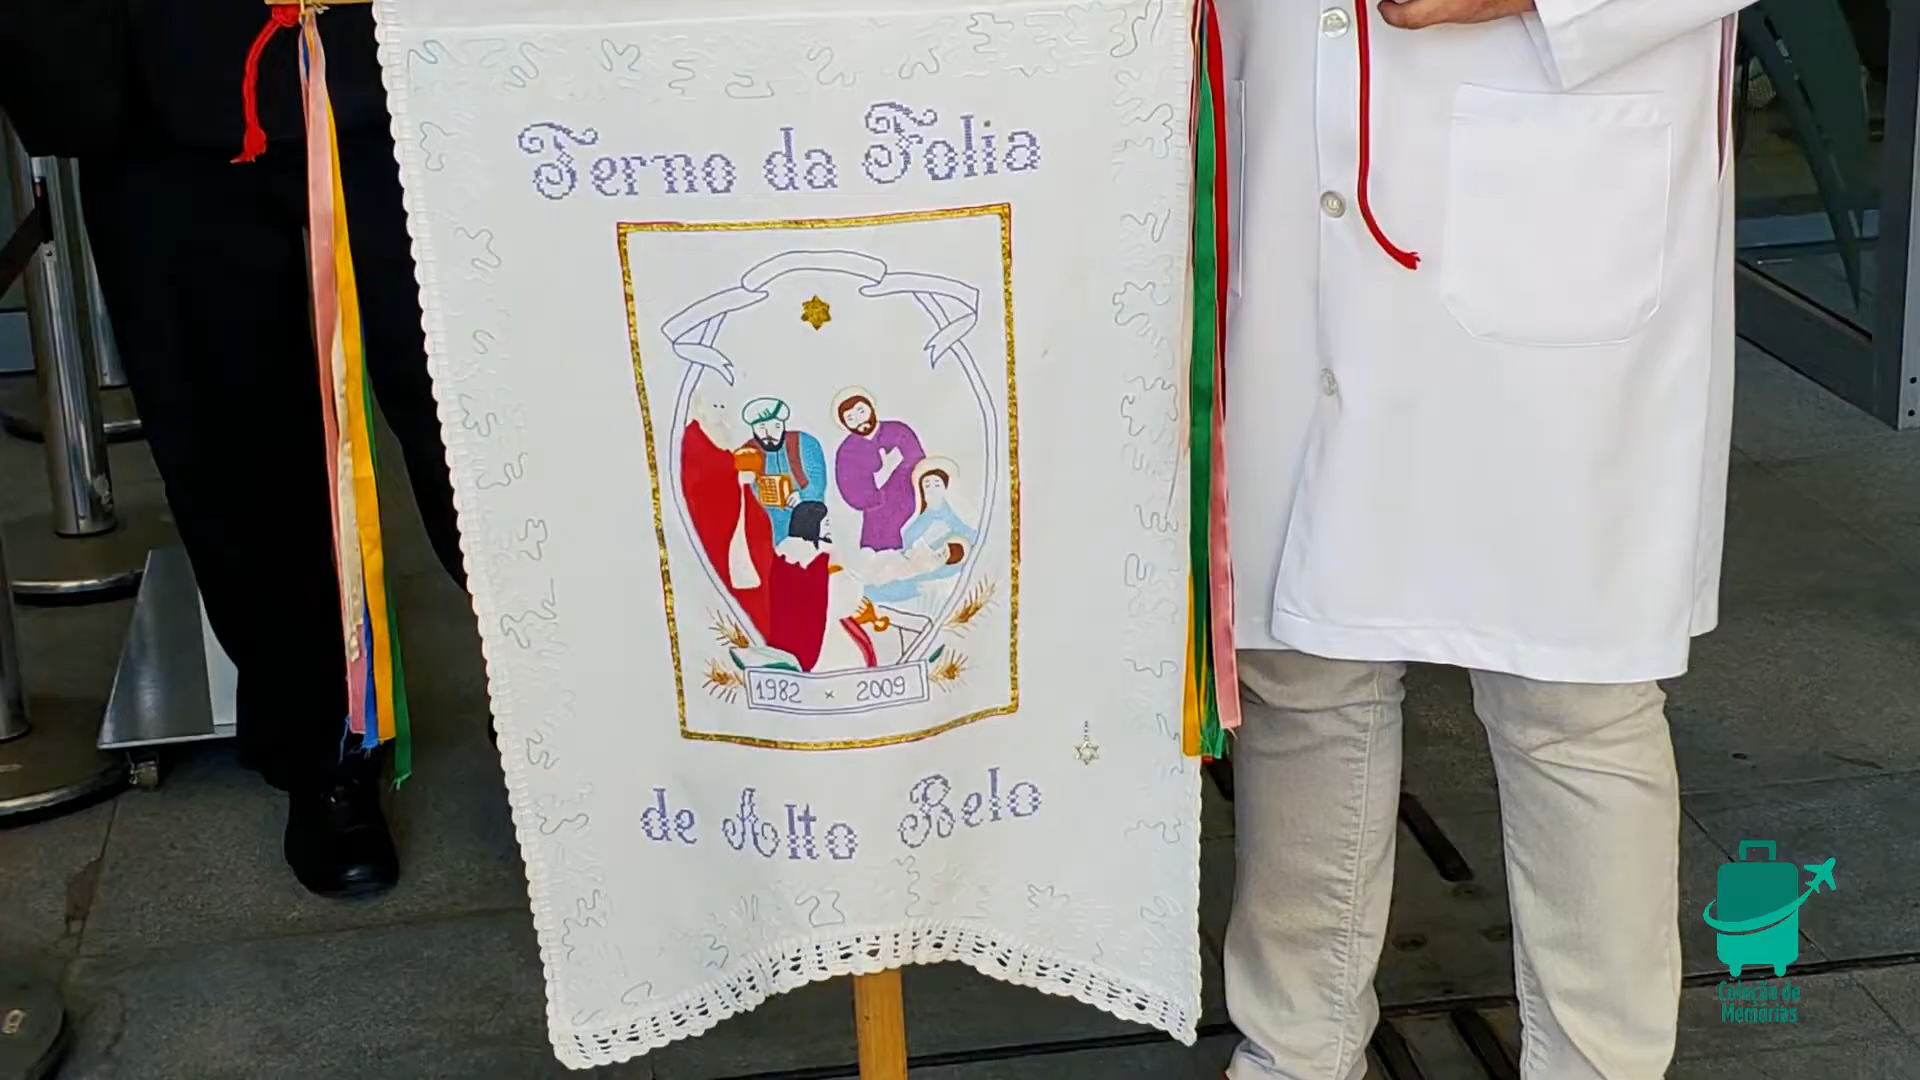 Terno da Folia
1982 x 2009
de Alto Belo
Coleção de
Memórias